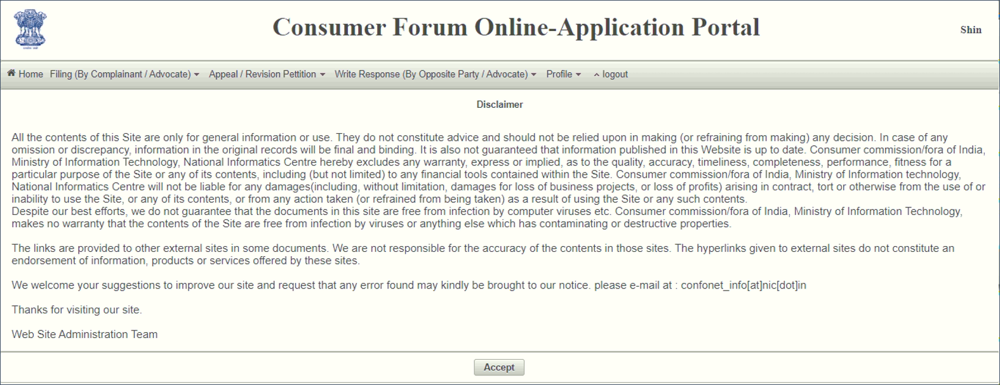 Consumer Forum Online-Application Portal
Shin
Home Filing (By Complainant / Advocate) Appeal / Revision Pettition Write Response (By Opposite Party / Advocate) Profile logout
Disclaimer
All the contents of this Site are only for general information or use. They do not constitute advice and should not be relied upon in making (or refraining from making) any decision. In case of any
omission or discrepancy, information in the original records will be final and binding. It is also not guaranteed that information published in this Website is up to date. Consumer commission/fora of India,
Ministry of Information Technology, National Informatics Centre hereby excludes any warranty, express or implied, as to the quality, accuracy, timeliness, completeness, performance, fitness for a
particular purpose of the Site or any of its contents, including (but not limited) to any financial tools contained within the Site. Consumer commission/fora of India, Ministry of Information technology,
National Informatics Centre will not be liable for any damages(including, without limitation, damages for loss of business projects, or loss of profits) arising in contract, tort or otherwise from the use of or
inability to use the Site, or any of its contents, or from any action taken (or refrained from being taken) as a result of using the Site or any such contents.
Despite our best efforts, we do not guarantee that the documents in this site are free from infection by computer viruses etc. Consumer commission/fora of India, Ministry of Information Technology,
makes no warranty that the contents of the Site are free from infection by viruses or anything else which has contaminating or destructive properties.
The links are provided to other external sites in some documents. We are not responsible for the accuracy of the contents in those sites. The hyperlinks given to external sites do not constitute an
endorsement of information, products or services offered by these sites.
We welcome your suggestions to improve our site and request that any error found may kindly be brought to our notice. please e-mail at : confonet_info[at]nic[dot]in
Thanks for visiting our site.
Web Site Administration Team
Accept